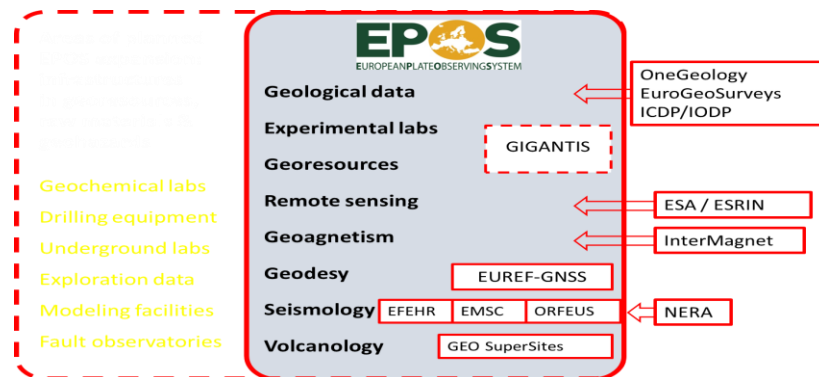 EPOS
EUROPEANPLATEOBSERVINGSYSTEM
Geological data
OneGeology
EuroGeoSurveys
ICDP/IODP
Experimental labs
GIGANTIS
Georesources
Geochemical labs
Remote sensing
ESA / ESRIN
Drilling equipment
Geoagnetism
InterMagnet
Underground labs
Geodesy
EUREF-GNSS
Exploration data
Seismology
EFEHR
EMSC
ORFEUS
NERA
Modeling facilities
Fault observatories
Volcanology
GEO SuperSites